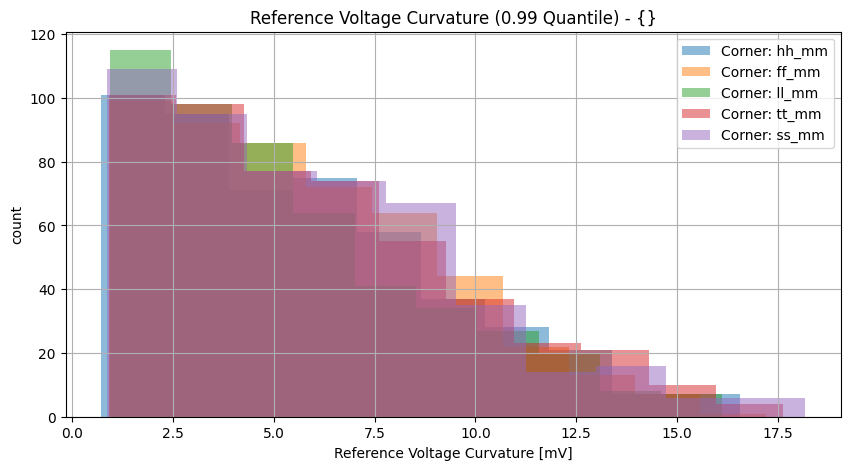 Reference Voltage Curvature (0.99 Quantile) - {}
120
100
80
60
40
20
0
count
Corner: hh_mm
Corner: ff_mm
Corner: ll_mm
Corner: tt_mm
Corner: ss_mm
0.0 2.5 5.0 7.5 10.0 12.5 15.0 17.5
Reference Voltage Curvature [mV]